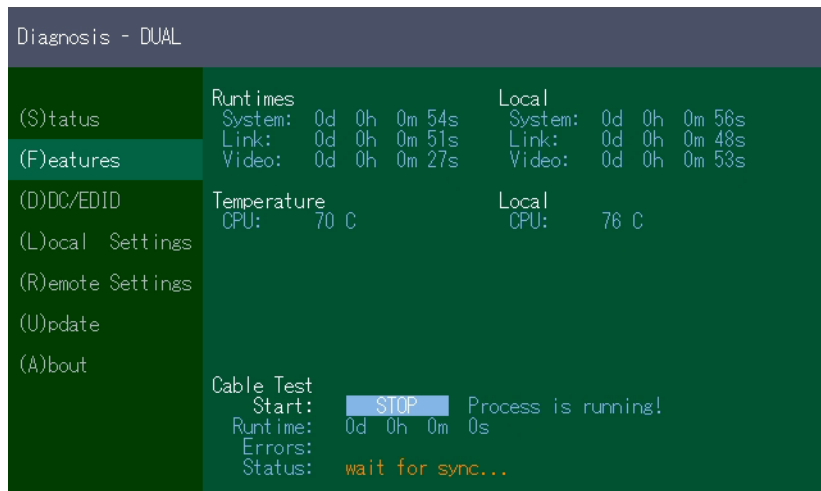 Diagnosis - DUAL
(S)tatus
(F)eatures
(D)DC/EDID
(L)ocal Settings
(R)emote Settings
(U)pdate
(A)bout
Runtimes Local
System: 0d 0h 0m 54s System: 0d 0h 0m 56s
Link: 0d 0h 0m 51s Link: 0d 0h 0m 48s
Video: 0d 0h 0m 27s Video: 0d 0h 0m 53s
Temperature Local
CPU: 70 C CPU: 76 C
Cable Test
Start: STOP Process is running!
Runtime: 0d 0h 0m 0s
Errors:
Status: wait for sync...